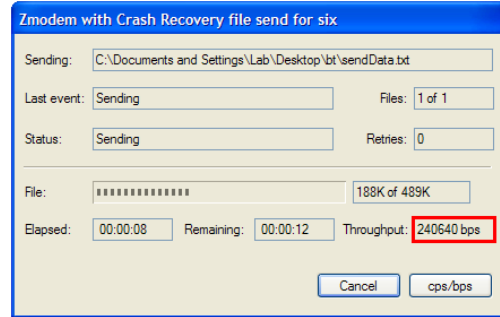 Zmodem with Crash Recovery file send for six
Sending: C:\Documents and Settings\Lab\Desktop\bt\sendData.txt
Last event: Sending Files: 1 of 1
Status: Sending Retries: 0
File: 188K of 489K
Elapsed: 00:00:08 Remaining: 00:00:12 Throughput: 240640 bps
Cancel cps/bps